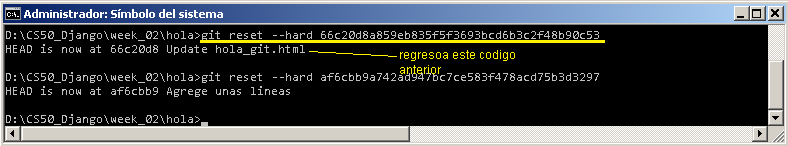 Administrador: Símbolo del sistema
D:\CS50_Django\week_02\hola>git reset --hard 66c20d8a859eb835f5f3693bcd6b3c2f48b90c53
HEAD is now at 66c20d8 Update hola_git.html
regresoa este codigo
anterior
D:\CS50_Django\week_02\hola>git reset --hard af6cbb9a742ad947bc7ce583f478acd75b3d3297
HEAD is now at af6cbb9 Agrege unas lineas
D:\CS50_Django\week_02\hola>